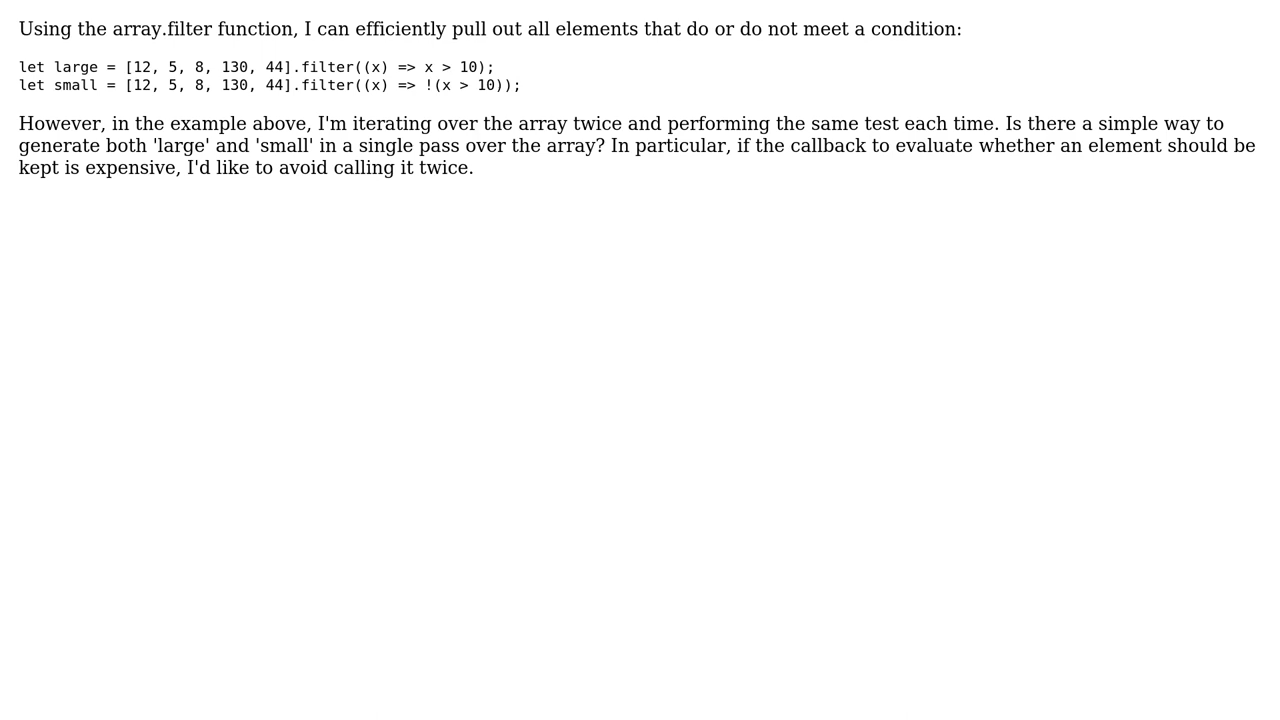 Using the array.filter function, I can efficiently pull out all elements that do or do not meet a condition:
let large = [12, 5, 8, 130, 44].filter((x) => x > 10);
let small = [12, 5, 8, 130, 44].filter((x) => !(x > 10));
However, in the example above, I'm iterating over the array twice and performing the same test each time. Is there a simple way to
generate both 'large' and 'small' in a single pass over the array? In particular, if the callback to evaluate whether an element should be
kept is expensive, I'd like to avoid calling it twice.